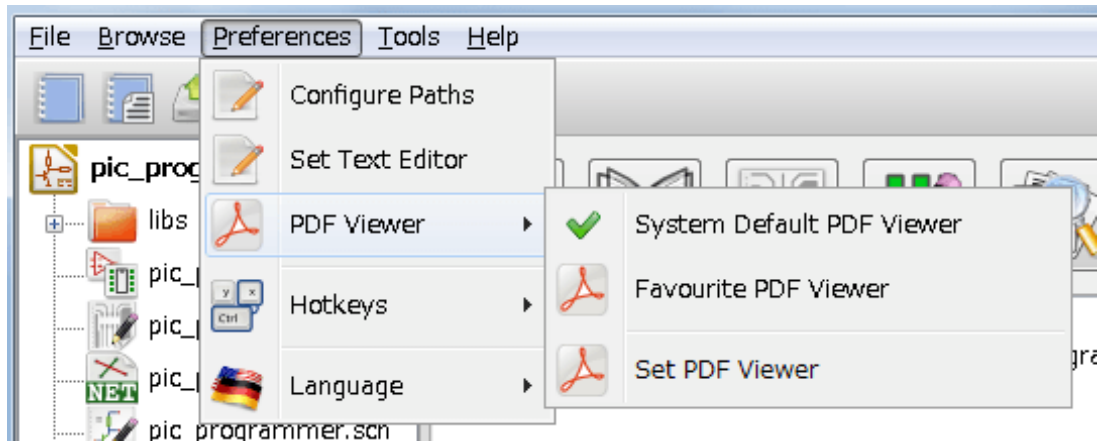 File Browse Preferences Tools Help
Configure Paths
Set Text Editor
PDF Viewer
Hotkeys
Ctrl
Language
System Default PDF Viewer
Favourite PDF Viewer
Set PDF Viewer
pic_prog
libs
pic_
pic_
NET
pic_
pic_programmer.sch
gra